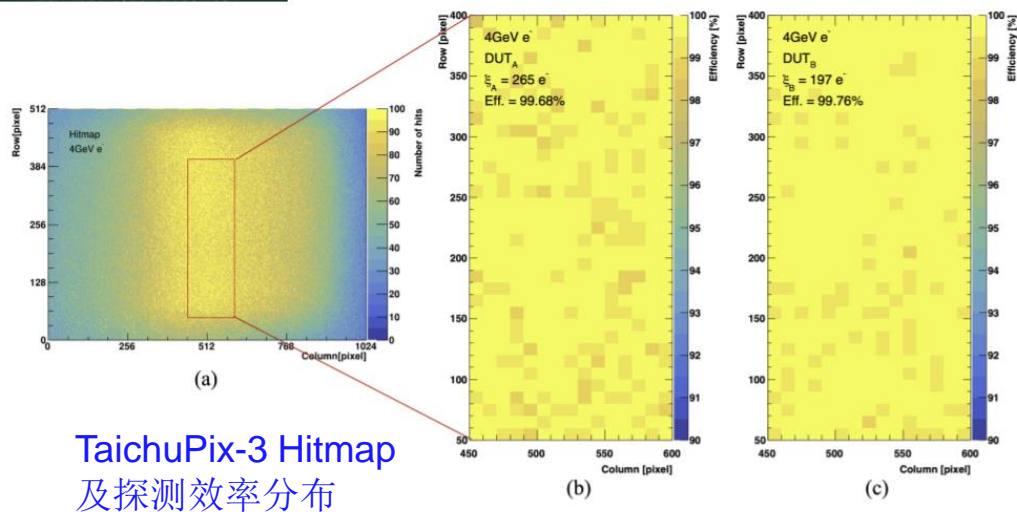 Row[pixel]
512
384
256
128
0
Hitmap
4GeV e⁻
0
256
512
768
1024
Column[pixel]
100
90
80
70
60
50
40
30
20
10
0
Number of hits
(a)
Row [pixel]
400
350
300
250
200
150
100
50
4GeV e⁻
DUT_A
ξ_A = 265 e⁻
Eff. = 99.68%
450
500
550
600
Column [pixel]
100
99
98
97
96
95
94
93
92
91
90
Efficiency [%]
(b)
Row [pixel]
400
350
300
250
200
150
100
50
4GeV e⁻
DUT_B
ξ_B = 197 e⁻
Eff. = 99.76%
450
500
550
600
Column [pixel]
100
99
98
97
96
95
94
93
92
91
90
Efficiency [%]
(c)
TaichuPix-3 Hitmap
及探测效率分布